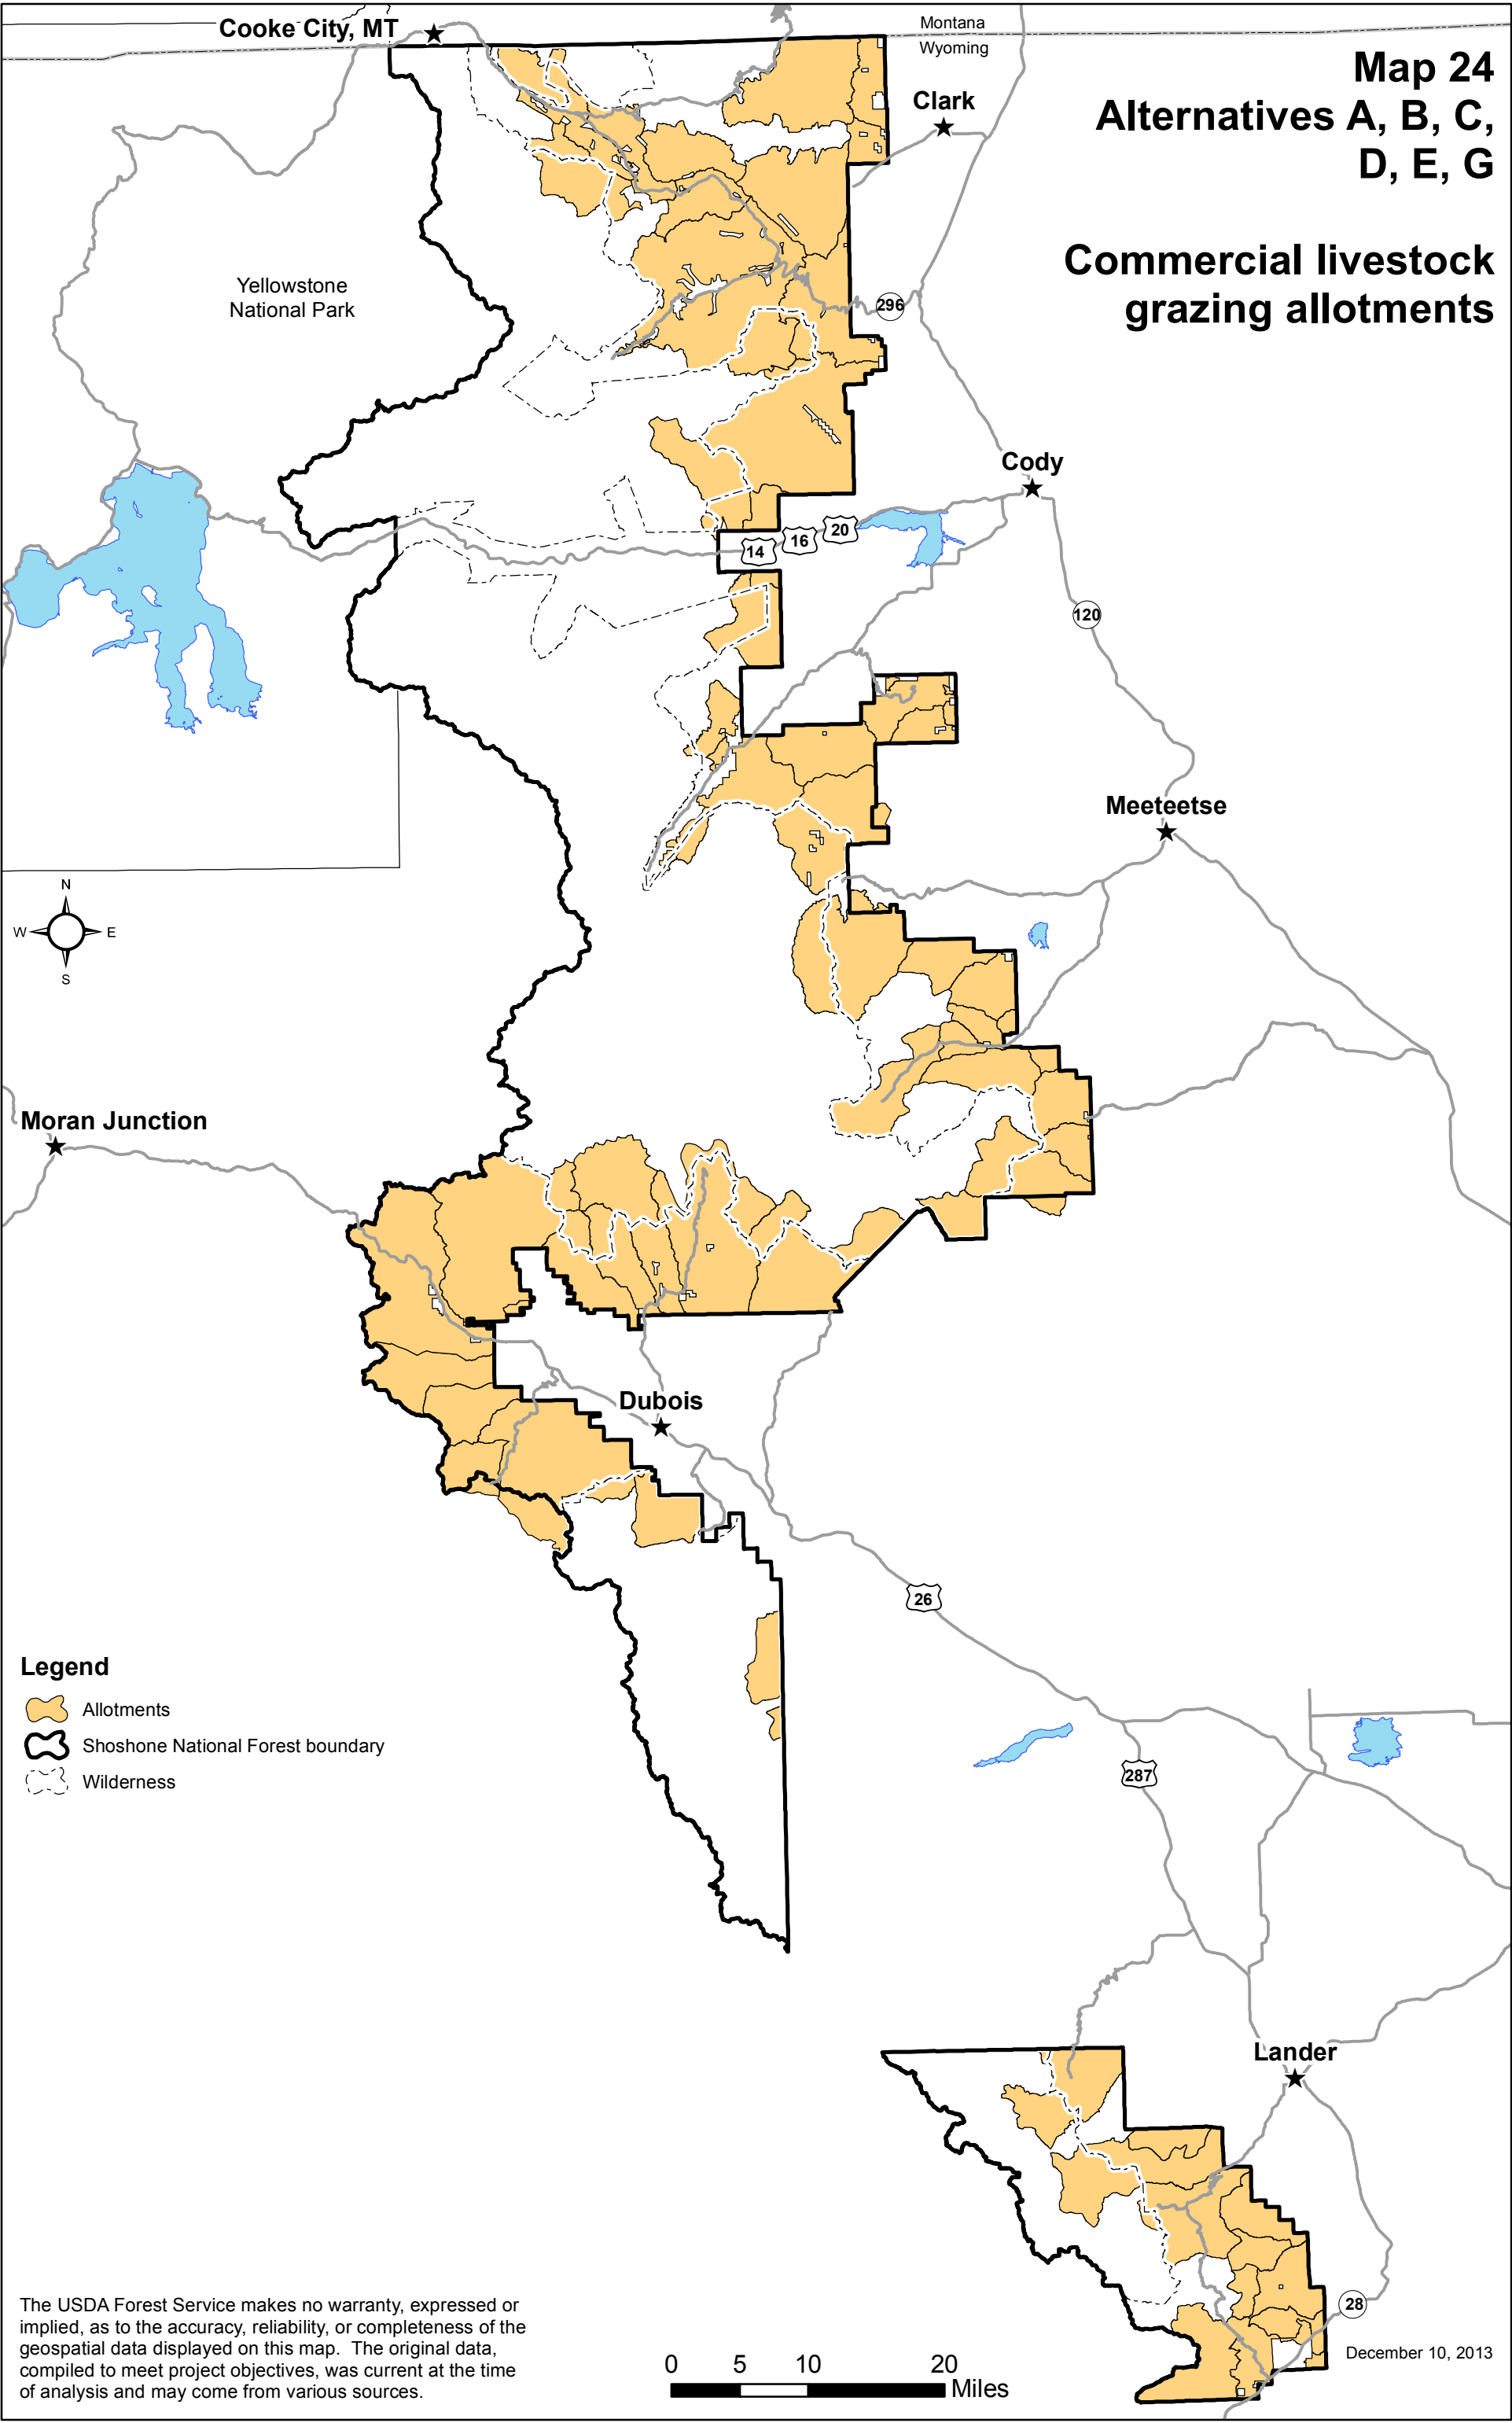 Cooke City, MT
Montana
Wyoming
Map 24
Alternatives A, B, C,
D, E, G
Clark
Commercial livestock
grazing allotments
Yellowstone
National Park
296
Cody
20
16
14
120
Meeteetse
N
W
E
S
Moran Junction
Dubois
26
Legend
Allotments
Shoshone National Forest boundary
Wilderness
287
Lander
28
The USDA Forest Service makes no warranty, expressed or
implied, as to the accuracy, reliability, or completeness of the
geospatial data displayed on this map. The original data,
compiled to meet project objectives, was current at the time
of analysis and may come from various sources.
0 5 10 20
Miles
December 10, 2013